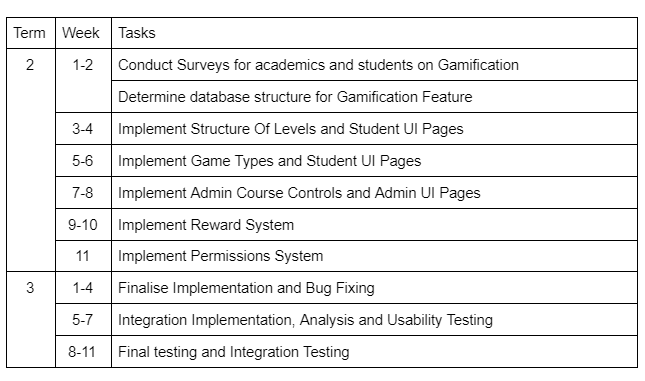 Term Week Tasks
2 1-2 Conduct Surveys for academics and students on Gamification
Determine database structure for Gamification Feature
3-4 Implement Structure Of Levels and Student UI Pages
5-6 Implement Game Types and Student UI Pages
7-8 Implement Admin Course Controls and Admin UI Pages
9-10 Implement Reward System
11 Implement Permissions System
3 1-4 Finalise Implementation and Bug Fixing
5-7 Integration Implementation, Analysis and Usability Testing
8-11 Final testing and Integration Testing